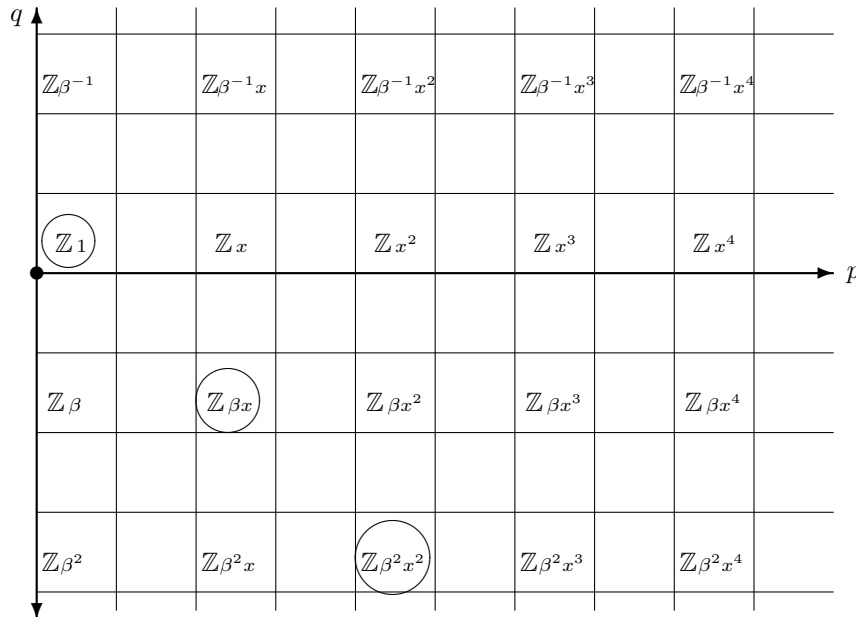 q
ℤβ⁻¹ ℤβ⁻¹x ℤβ⁻¹x² ℤβ⁻¹x³ ℤβ⁻¹x⁴
ℤ1 ℤx ℤx² ℤx³ ℤx⁴
p
ℤβ ℤβx ℤβx² ℤβx³ ℤβx⁴
ℤβ² ℤβ²x ℤβ²x² ℤβ²x³ ℤβ²x⁴